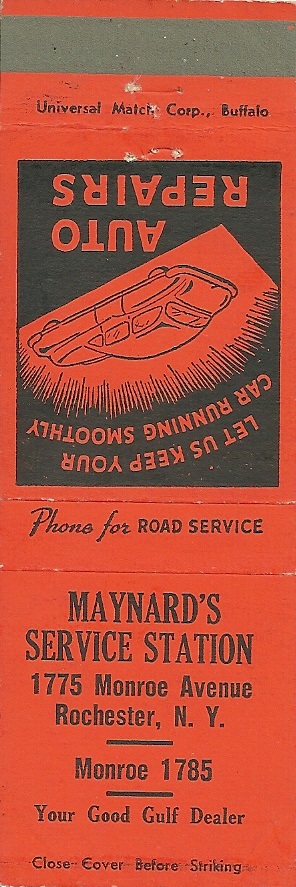 Universal Match Corp., Buffalo
LET US KEEP YOUR
CAR RUNNING SMOOTHLY
AUTO
REPAIRS
Phone for ROAD SERVICE
MAYNARD'S
SERVICE STATION
1775 Monroe Avenue
Rochester, N. Y.
Monroe 1785
Your Good Gulf Dealer
Close Cover Before Striking